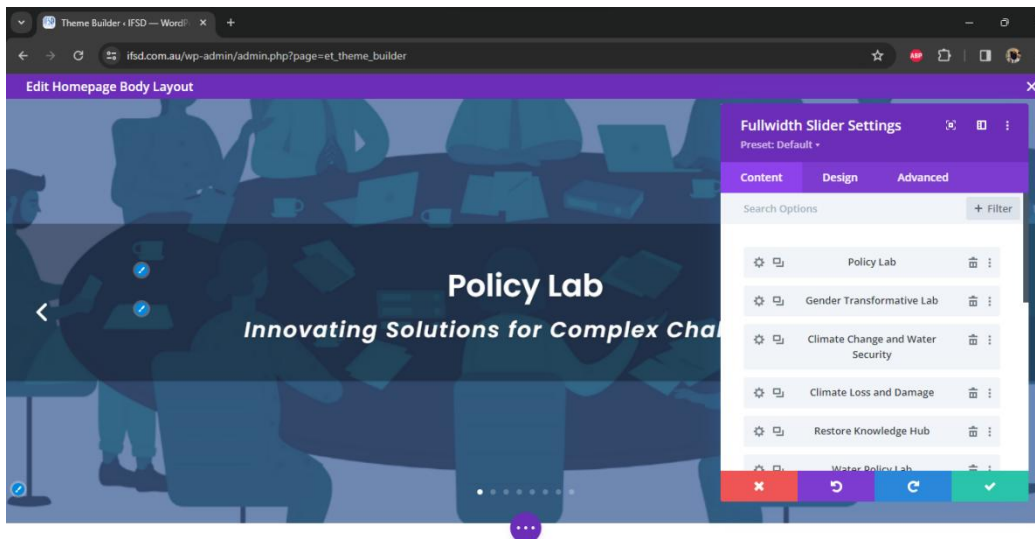 Theme Builder ‹ IFSD — WordP
ifsd.com.au/wp-admin/admin.php?page=et_theme_builder
ABP
Edit Homepage Body Layout
Fullwidth Slider Settings
Preset: Default
Content Design Advanced
Search Options + Filter
Policy Lab
Gender Transformative Lab
Climate Change and Water
Security
Climate Loss and Damage
Restore Knowledge Hub
Water Policy Lab
Policy Lab
Innovating Solutions for Complex Chal